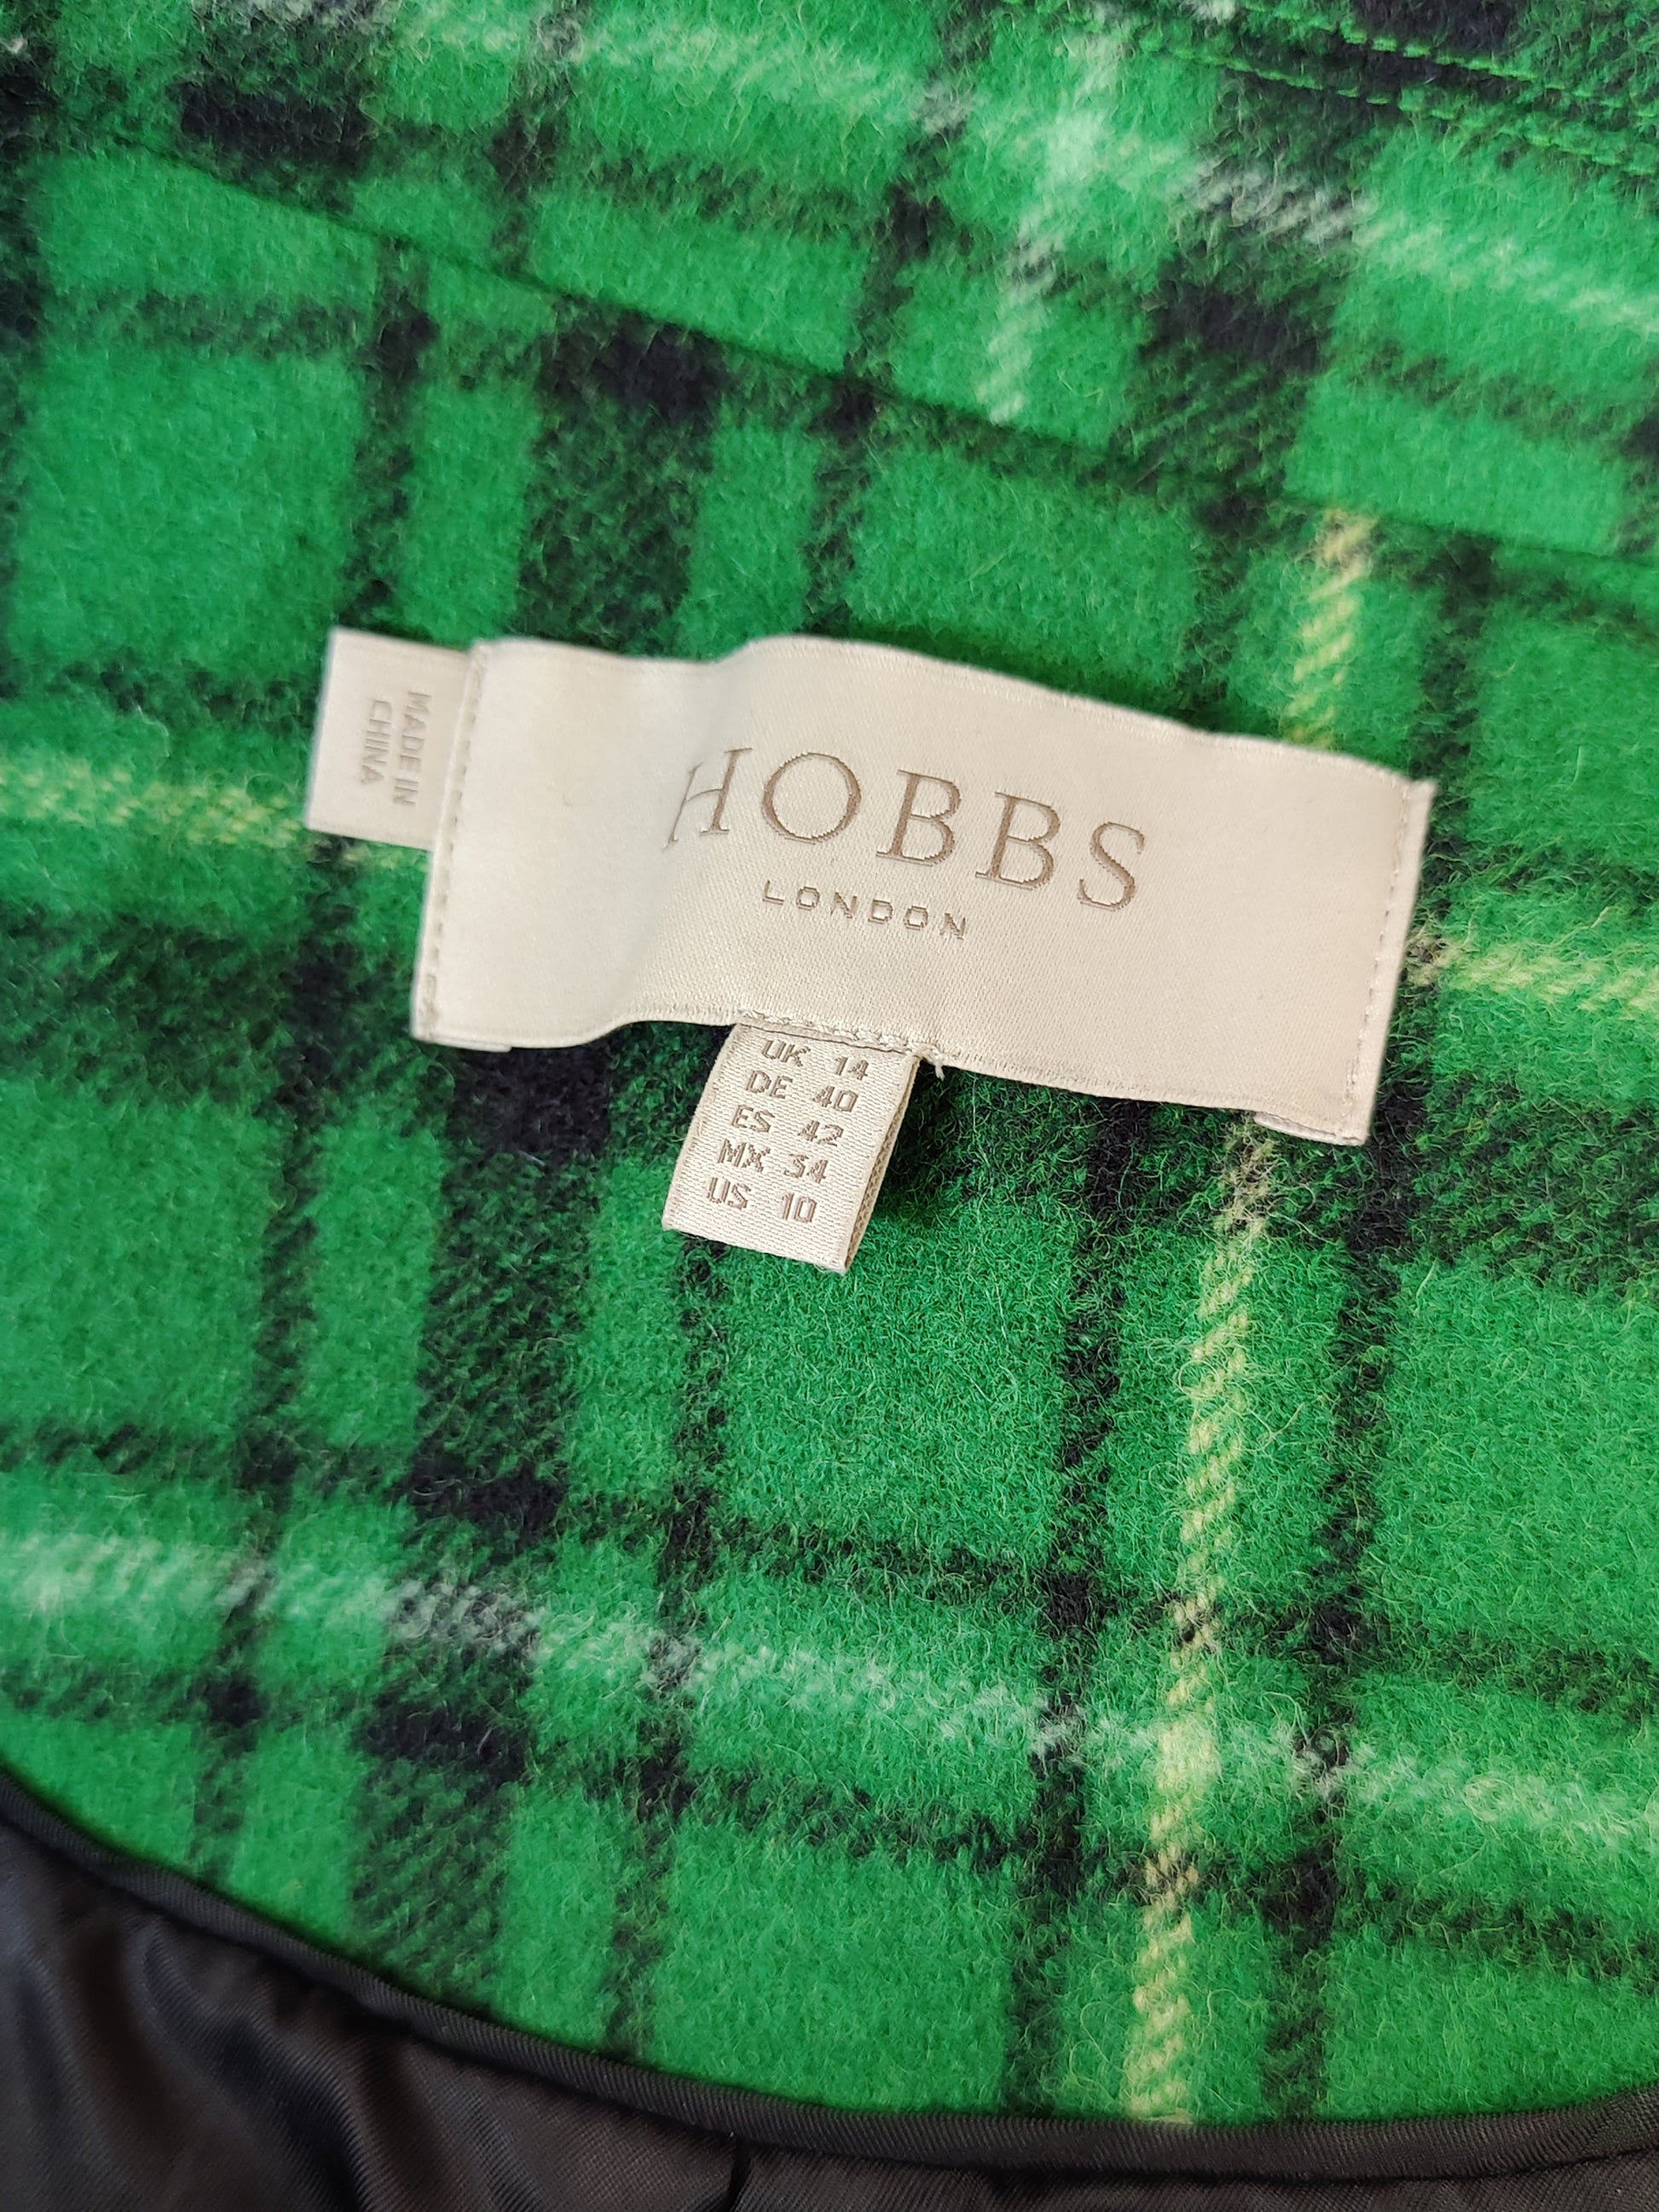 MADE IN
CHINA
HOBBS
LONDON
UK 14
DE 40
ES 42
MX 34
US 10